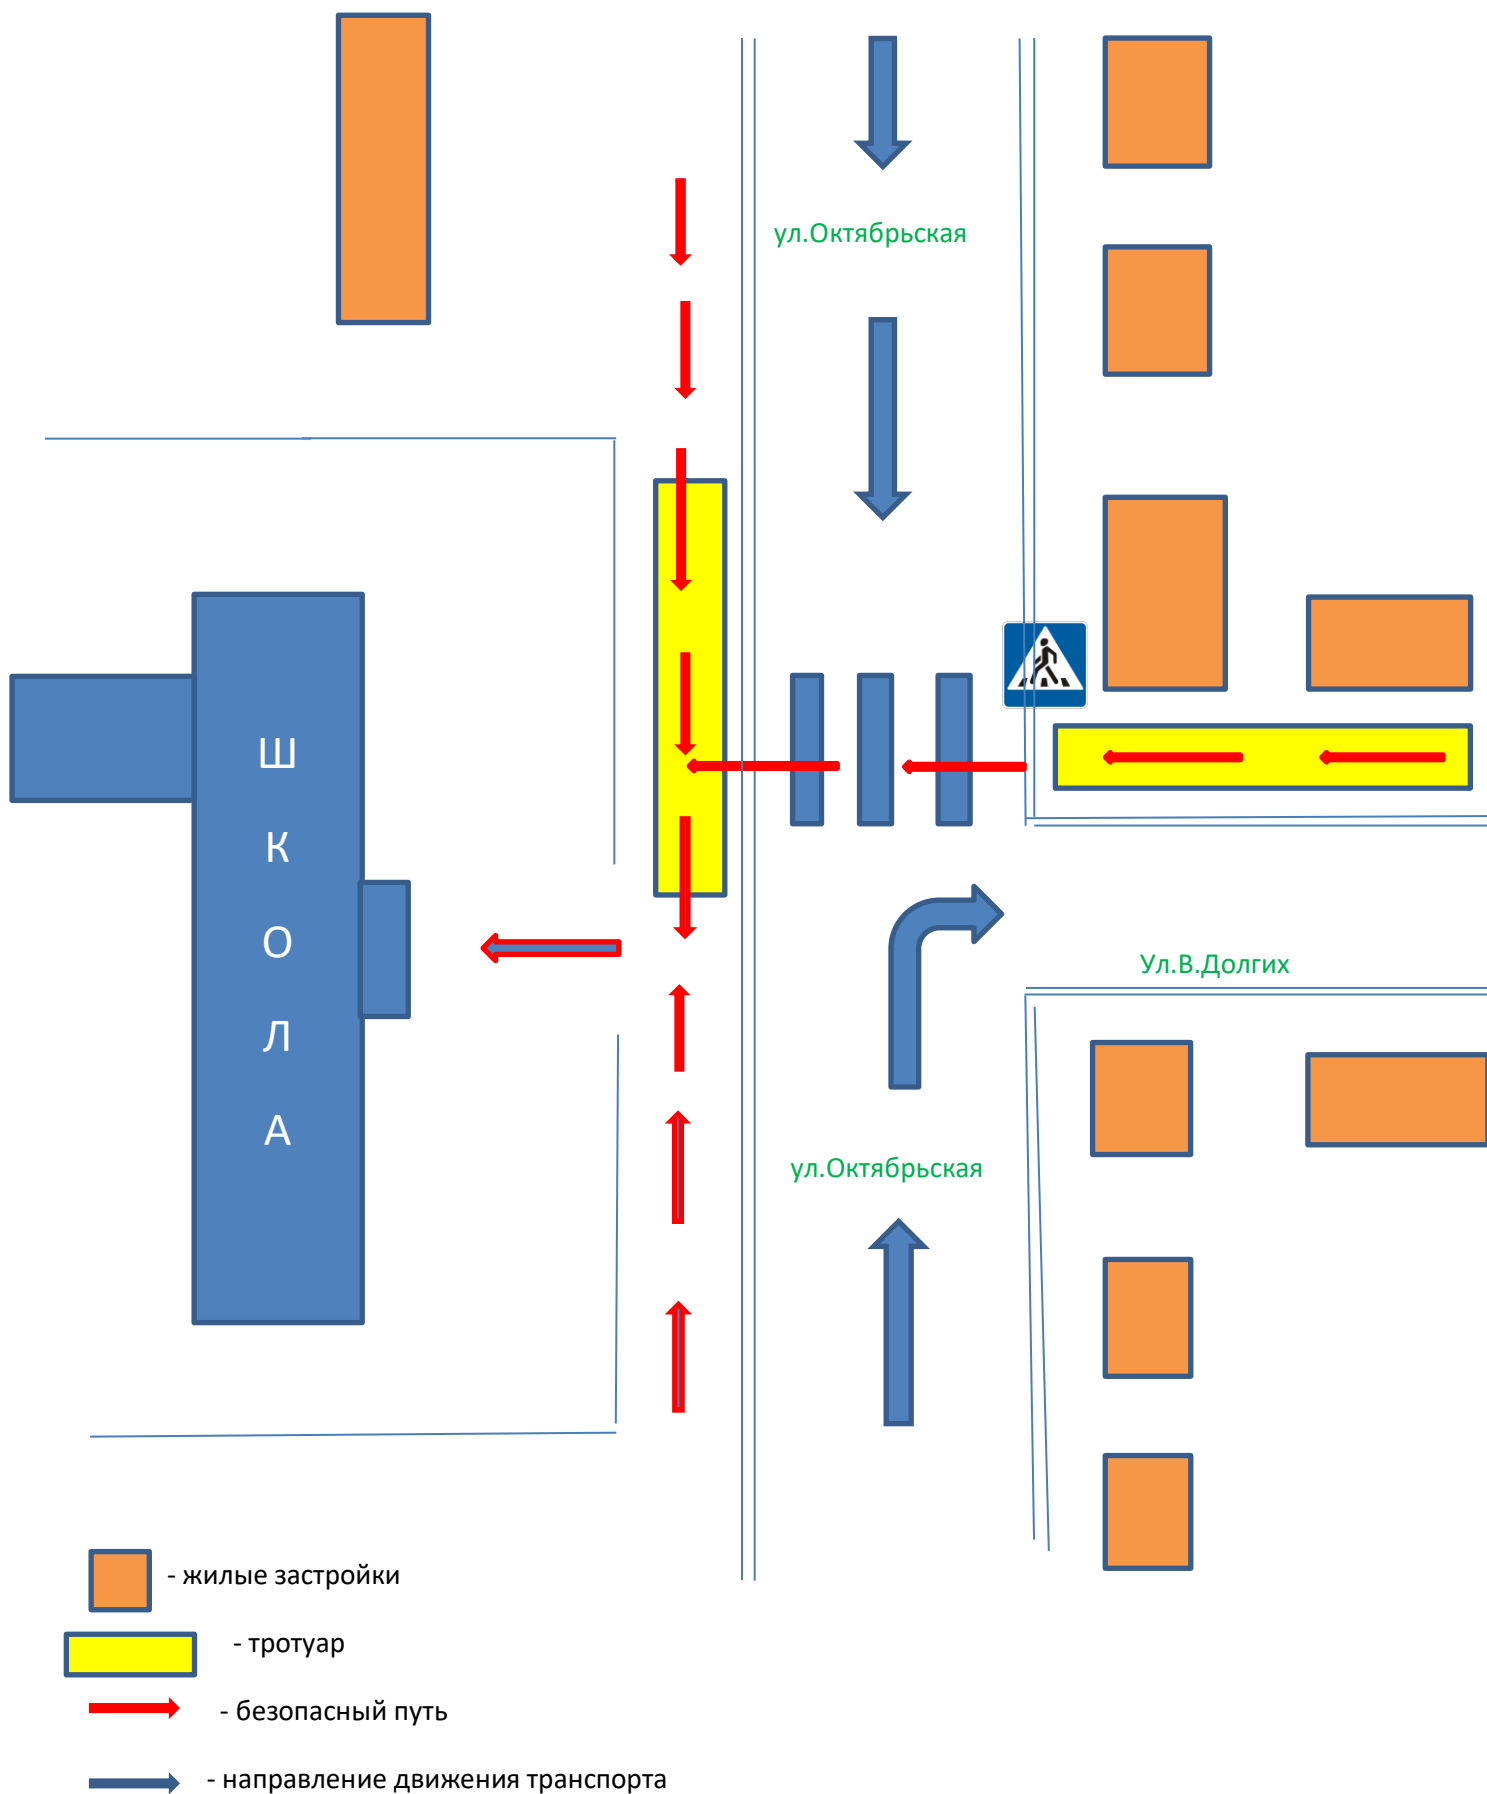 ул.Октябрьская
Ш
К
О
Л
А
Ул.В.Долгих
ул.Октябрьская
- жилые застройки
- тротуар
- безопасный путь
- направление движения транспорта